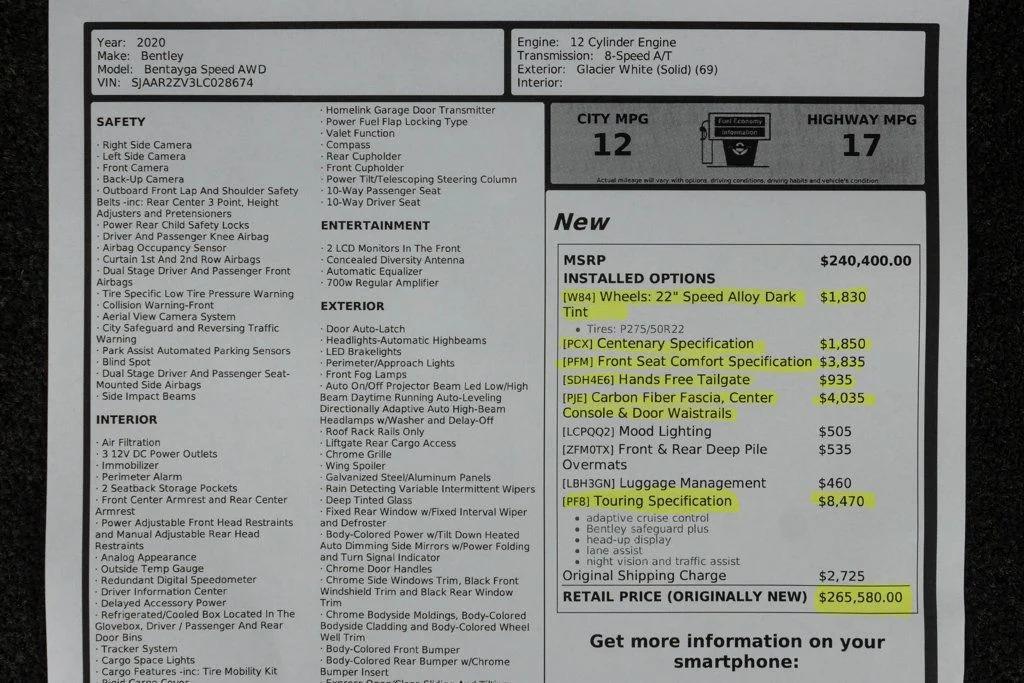 Year: 2020
Make: Bentley
Model: Bentayga Speed AWD
VIN: SJAAR2ZV3LC028674
Engine: 12 Cylinder Engine
Transmission: 8-Speed A/T
Exterior: Glacier White (Solid) (69)
Interior:
SAFETY
· Right Side Camera
· Left Side Camera
· Front Camera
· Back-Up Camera
· Outboard Front Lap And Shoulder Safety
Belts -inc: Rear Center 3 Point, Height
Adjusters and Pretensioners
· Power Rear Child Safety Locks
· Driver And Passenger Knee Airbag
· Airbag Occupancy Sensor
· Curtain 1st And 2nd Row Airbags
· Dual Stage Driver And Passenger Front
Airbags
· Tire Specific Low Tire Pressure Warning
· Collision Warning-Front
· Aerial View Camera System
· City Safeguard and Reversing Traffic
Warning
· Park Assist Automated Parking Sensors
· Blind Spot
· Dual Stage Driver And Passenger Seat-
Mounted Side Airbags
· Side Impact Beams
INTERIOR
· Air Filtration
· 3 12V DC Power Outlets
· Immobilizer
· Perimeter Alarm
· 2 Seatback Storage Pockets
· Front Center Armrest and Rear Center
Armrest
· Power Adjustable Front Head Restraints
and Manual Adjustable Rear Head
Restraints
· Analog Appearance
· Outside Temp Gauge
· Redundant Digital Speedometer
· Driver Information Center
· Delayed Accessory Power
· Refrigerated/Cooled Box Located In The
Glovebox, Driver / Passenger And Rear
Door Bins
· Tracker System
· Cargo Space Lights
· Cargo Features -inc: Tire Mobility Kit
· Rigid Cargo Cover
· Homelink Garage Door Transmitter
· Power Fuel Flap Locking Type
· Valet Function
· Compass
· Rear Cupholder
· Front Cupholder
· Power Tilt/Telescoping Steering Column
· 10-Way Passenger Seat
· 10-Way Driver Seat
ENTERTAINMENT
· 2 LCD Monitors In The Front
· Concealed Diversity Antenna
· Automatic Equalizer
· 700w Regular Amplifier
EXTERIOR
· Door Auto-Latch
· Headlights-Automatic Highbeams
· LED Brakelights
· Perimeter/Approach Lights
· Front Fog Lamps
· Auto On/Off Projector Beam Led Low/High
Beam Daytime Running Auto-Leveling
Directionally Adaptive Auto High-Beam
Headlamps w/Washer and Delay-Off
· Roof Rack Rails Only
· Liftgate Rear Cargo Access
· Chrome Grille
· Wing Spoiler
· Galvanized Steel/Aluminum Panels
· Rain Detecting Variable Intermittent Wipers
· Deep Tinted Glass
· Fixed Rear Window w/Fixed Interval Wiper
and Defroster
· Body-Colored Power w/Tilt Down Heated
Auto Dimming Side Mirrors w/Power Folding
and Turn Signal Indicator
· Chrome Door Handles
· Chrome Side Windows Trim, Black Front
Windshield Trim and Black Rear Window
Trim
· Chrome Bodyside Moldings, Body-Colored
Bodyside Cladding and Body-Colored Wheel
Well Trim
· Body-Colored Front Bumper
· Body-Colored Rear Bumper w/Chrome
Bumper Insert
CITY MPG
12
Fuel Economy
Information
HIGHWAY MPG
17
Actual mileage will vary with options, driving conditions, driving habits and vehicle's condition.
New
MSRP $240,400.00
INSTALLED OPTIONS
[W84] Wheels: 22" Speed Alloy Dark $1,830
Tint
• Tires: P275/50R22
[PCX] Centenary Specification $1,850
[PFM] Front Seat Comfort Specification $3,835
[SDH4E6] Hands Free Tailgate $935
[PJE] Carbon Fiber Fascia, Center $4,035
Console & Door Waistrails
[LCPQQ2] Mood Lighting $505
[ZFM0TX] Front & Rear Deep Pile $535
Overmats
[LBH3GN] Luggage Management $460
[PFB] Touring Specification $8,470
• adaptive cruise control
• Bentley safeguard plus
• head-up display
• lane assist
• night vision and traffic assist
Original Shipping Charge $2,725
RETAIL PRICE (ORIGINALLY NEW) $265,580.00
Get more information on your
smartphone: